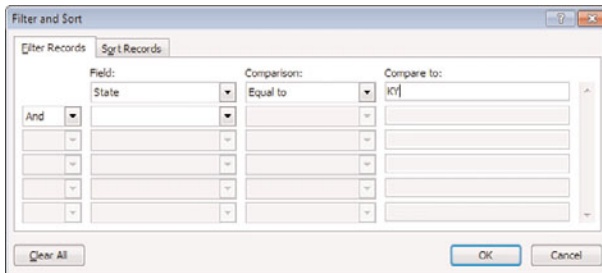 Filter and Sort
Filter Records Sort Records
Field: Comparison: Compare to:
State Equal to KY
And
Clear All OK Cancel